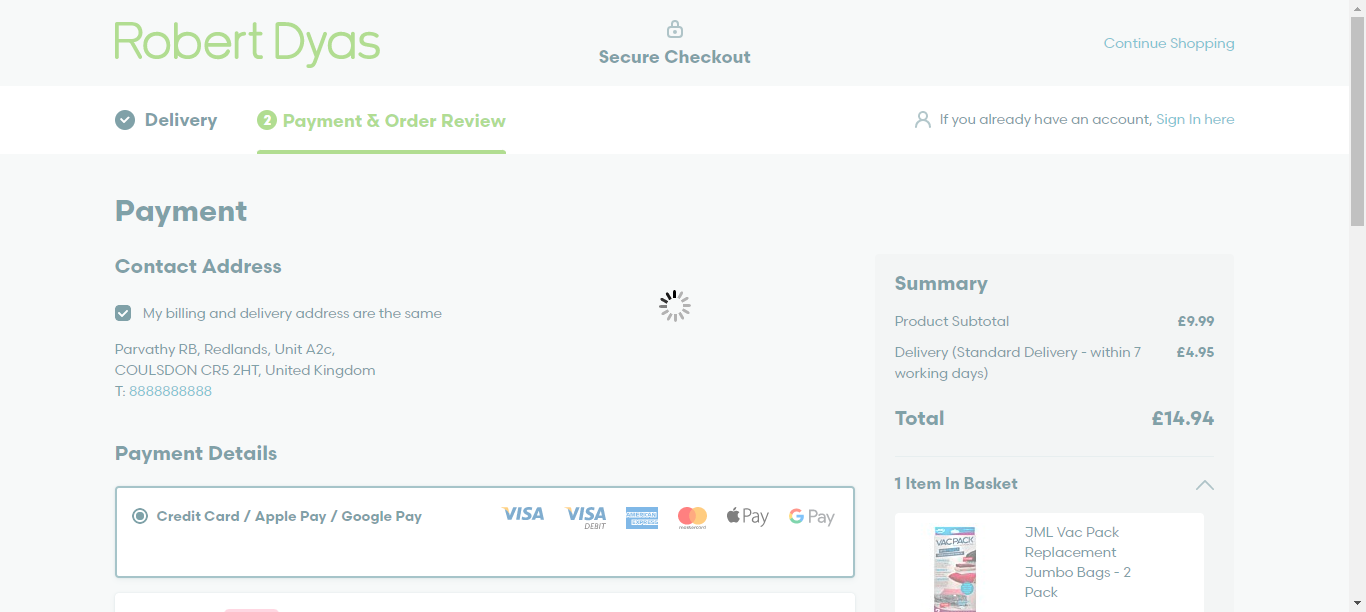 Robert Dyas
Secure Checkout
Continue Shopping
Delivery
2 Payment & Order Review
If you already have an account, Sign In here
Payment
Contact Address
My billing and delivery address are the same
Parvathy RB, Redlands, Unit A2c,
COULSDON CR5 2HT, United Kingdom
T: 8888888888
Payment Details
Credit Card / Apple Pay / Google Pay
VISA
VISA
DEBIT
AMERICAN
EXPRESS
mastercard
Pay
G Pay
Summary
Product Subtotal £9.99
Delivery (Standard Delivery - within 7 £4.95
working days)
Total £14.94
1 Item In Basket
VACPACK
JML Vac Pack
Replacement
Jumbo Bags - 2
Pack